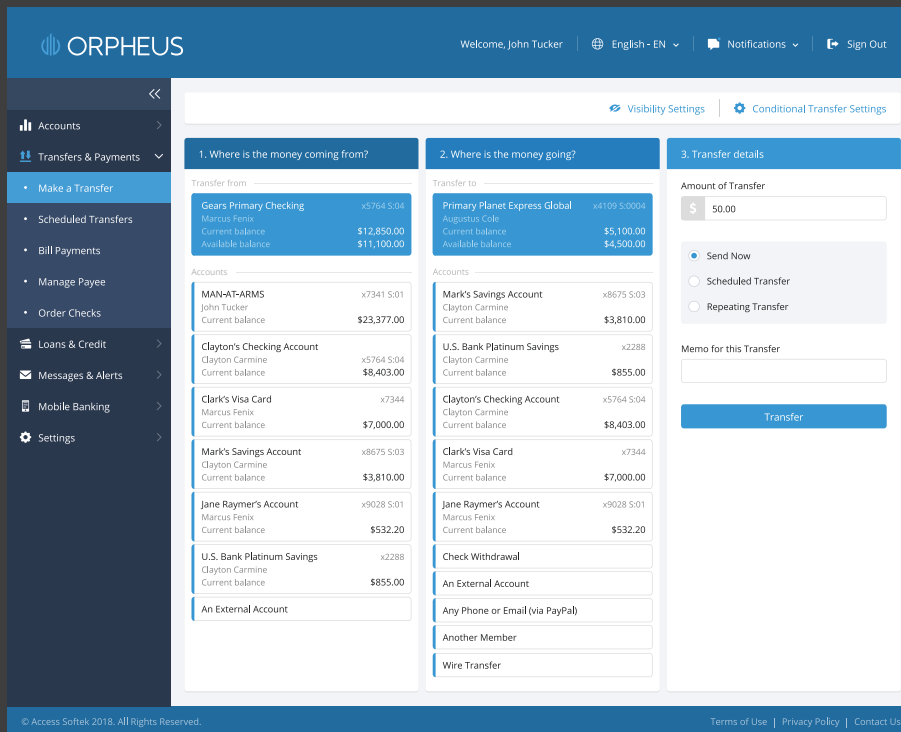 ORPHEUS
Welcome, John Tucker
English - EN
Notifications
Sign Out
Accounts
Transfers & Payments
Make a Transfer
Scheduled Transfers
Bill Payments
Manage Payee
Order Checks
Loans & Credit
Messages & Alerts
Mobile Banking
Settings
Visibility Settings
Conditional Transfer Settings
1. Where is the money coming from?
Transfer from
Gears Primary Checking x5764 S:04
Marcus Fenix
Current balance $12,850.00
Available balance $11,100.00
Accounts
MAN-AT-ARMS x7341 S:01
John Tucker
Current balance $23,377.00
Clayton's Checking Account
Clayton Carmine x5764 S:04
Current balance $8,403.00
Clark's Visa Card x7344
Marcus Fenix
Current balance $7,000.00
Mark's Savings Account x8675 S:03
Clayton Carmine
Current balance $3,810.00
Jane Raymer's Account x9028 S:01
Marcus Fenix
Current balance $532.20
U.S. Bank Platinum Savings x2288
Clayton Carmine
Current balance $855.00
An External Account
2. Where is the money going?
Transfer to
Primary Planet Express Global x4109 S:0004
Augustus Cole
Current balance $5,100.00
Available balance $4,500.00
Accounts
Mark's Savings Account x8675 S:03
Clayton Carmine
Current balance $3,810.00
U.S. Bank Platinum Savings x2288
Clayton Carmine
Current balance $855.00
Clayton's Checking Account x5764 S:04
Clayton Carmine
Current balance $8,403.00
Clark's Visa Card x7344
Marcus Fenix
Current balance $7,000.00
Jane Raymer's Account x9028 S:01
Marcus Fenix
Current balance $532.20
Check Withdrawal
An External Account
Any Phone or Email (via PayPal)
Another Member
Wire Transfer
3. Transfer details
Amount of Transfer
$ 50.00
Send Now
Scheduled Transfer
Repeating Transfer
Memo for this Transfer
Transfer
© Access Softek 2018. All Rights Reserved.
Terms of Use | Privacy Policy | Contact Us